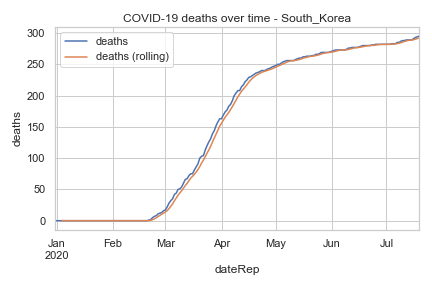 COVID-19 deaths over time - South_Korea
deaths
deaths (rolling)
300
250
200
150
100
50
0
deaths
Jan
2020
Feb
Mar
Apr
May
Jun
Jul
dateRep